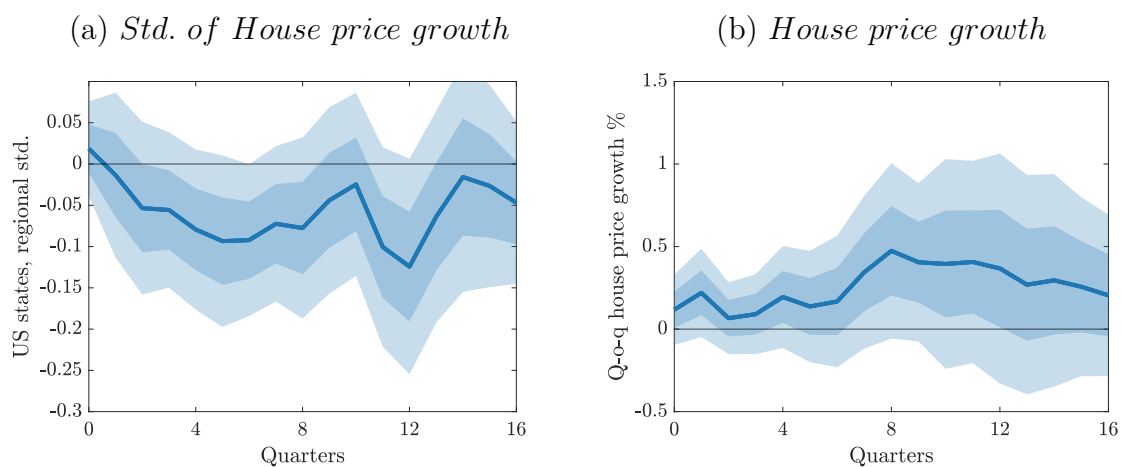 (a) Std. of House price growth
US states, regional std.
0.05
0
-0.05
-0.1
-0.15
-0.2
-0.25
-0.3
0 4 8 12 16
Quarters
(b) House price growth
Q-o-q house price growth %
1.5
1
0.5
0
-0.5
0 4 8 12 16
Quarters